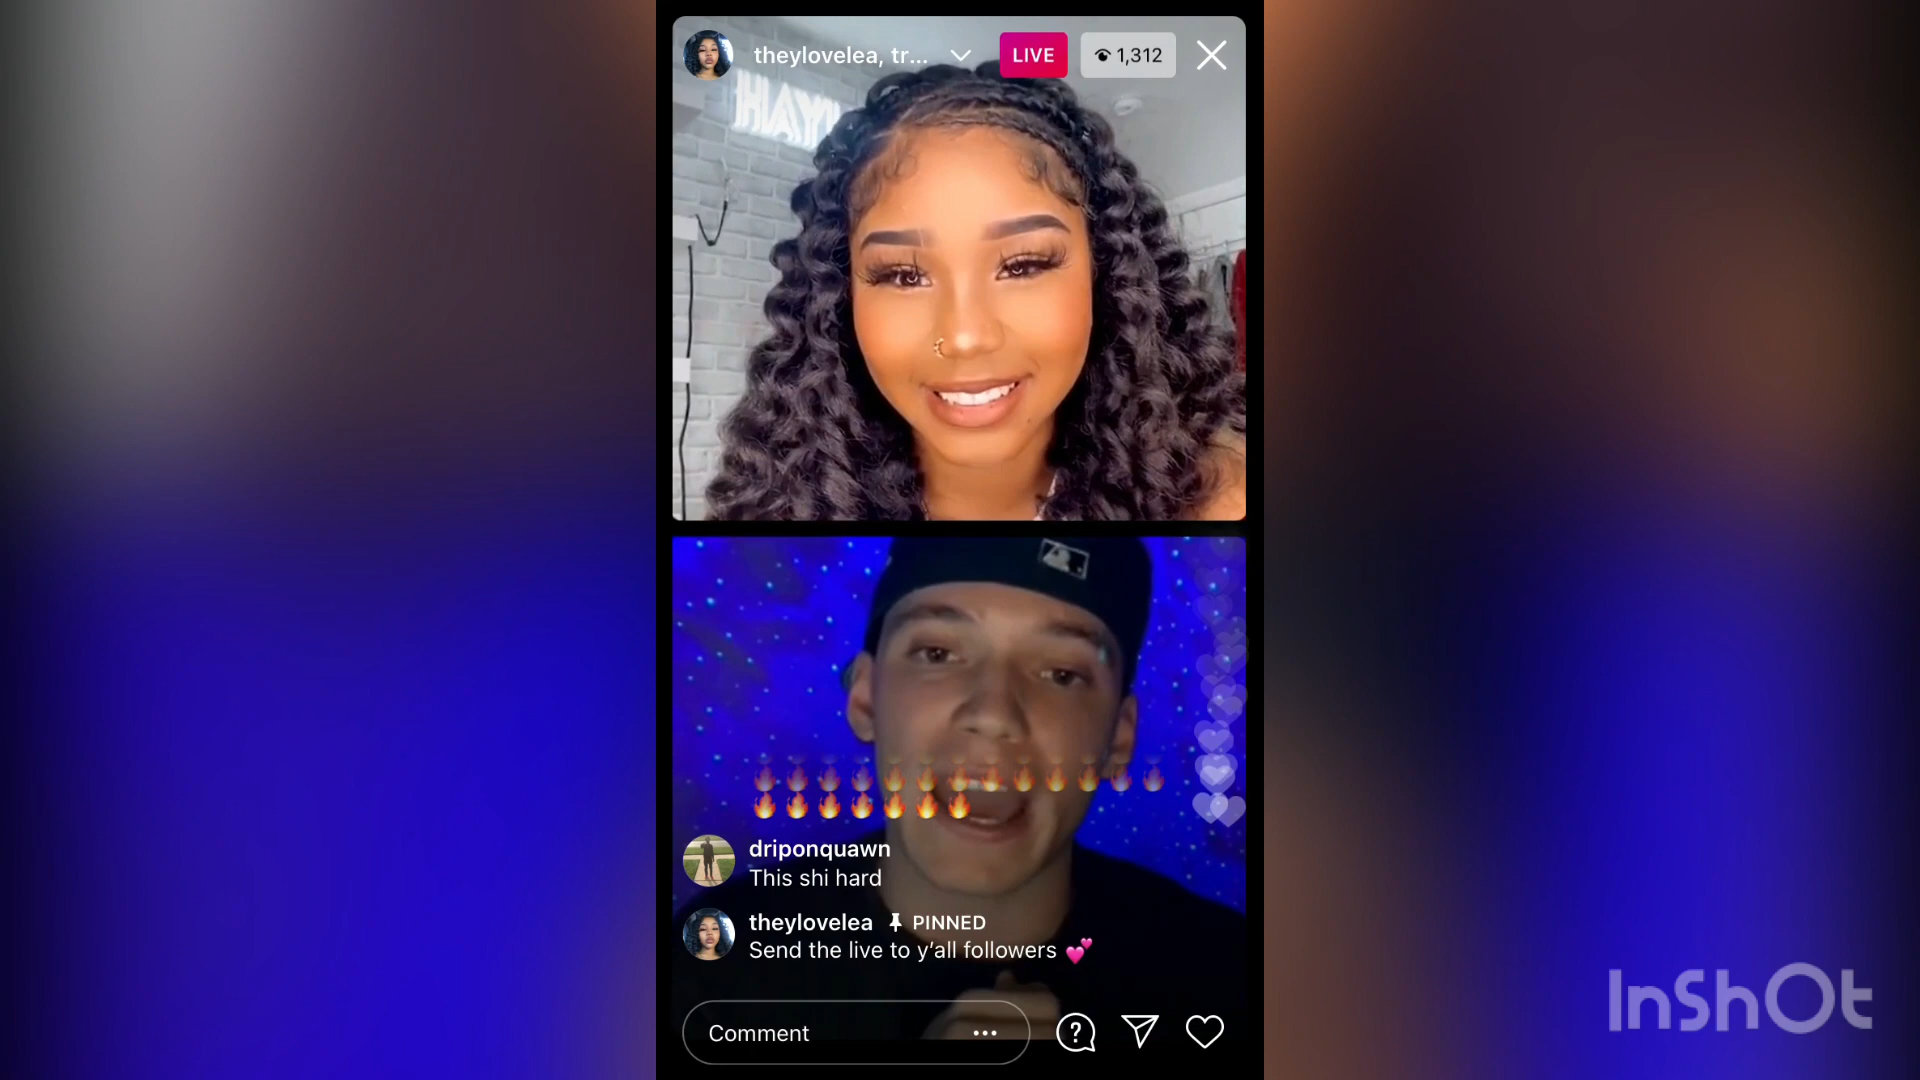 theylovelea, tr...
LIVE
1,312
HAY
🔥🔥🔥🔥🔥🔥🔥🔥🔥🔥🔥🔥🔥
🔥🔥🔥🔥🔥🔥🔥
driponquawn
This shi hard
theylovelea 📌 PINNED
Send the live to y’all followers 💕
Comment ...
InShOt